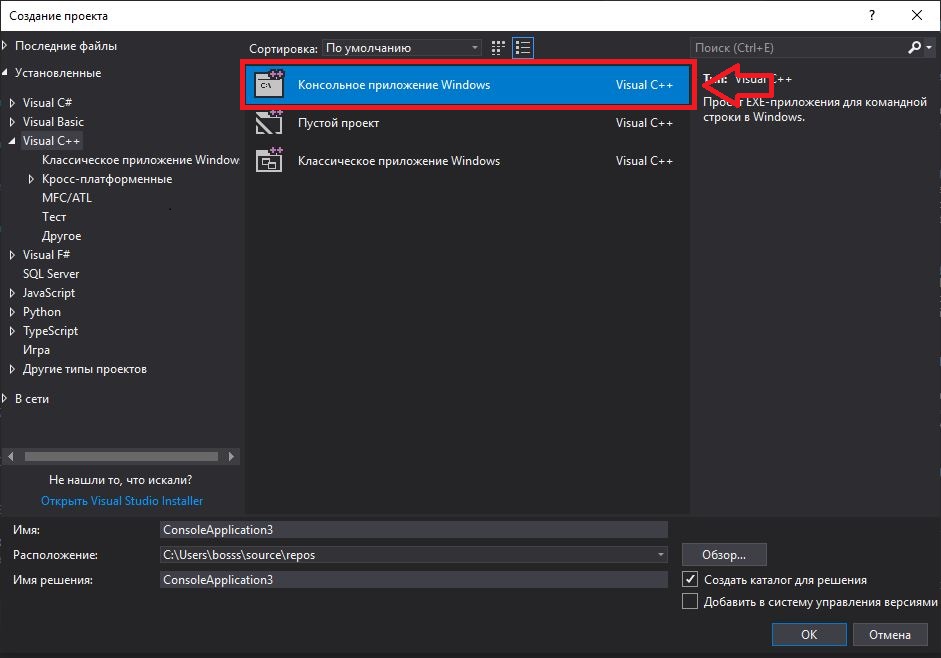 Создание проекта
?
Последние файлы
Установленные
Visual C#
Visual Basic
Visual C++
Классическое приложение Window
Кросс-платформенные
MFC/ATL
Тест
Другое
Visual F#
SQL Server
JavaScript
Python
TypeScript
Игра
Другие типы проектов
В сети
Не нашли то, что искали?
Открыть Visual Studio Installer
Сортировка: По умолчанию
Консольное приложение Windows Visual C++
Пустой проект Visual C++
Классическое приложение Windows Visual C++
Поиск (Ctrl+E)
Тип: Visual C++
Проект EXE-приложения для командной
строки в Windows.
Имя: ConsoleApplication3
Расположение: C:\Users\bosss\source\repos Обзор...
Имя решения: ConsoleApplication3
Создать каталог для решения
Добавить в систему управления версиями
ОК Отмена